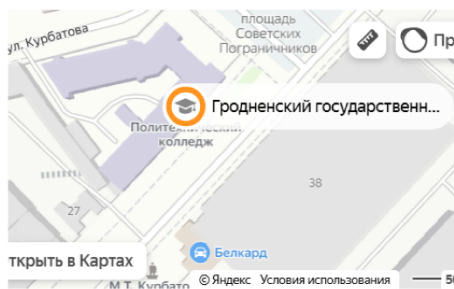 площадь
Советских
Пограничников
ул. Курбатова
Пр
Гродненский государственн...
Политехнический
колледж
38
27
Белкард
ткрыть в Картах
М.Т. Курбато
© Яндекс Условия использования
50